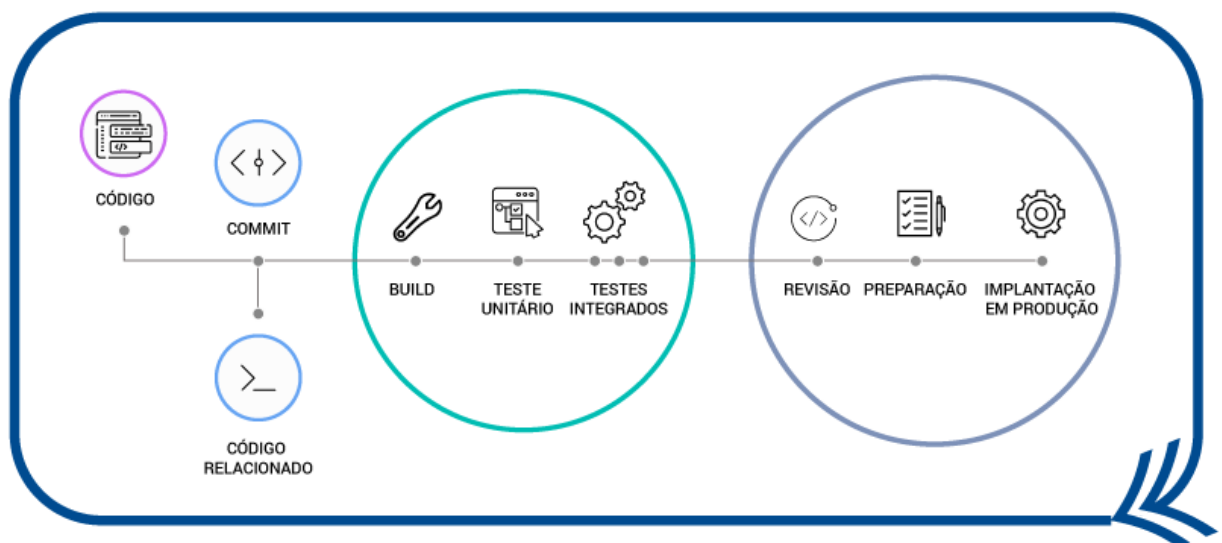 CÓDIGO
COMMIT
CÓDIGO
RELACIONADO
BUILD
TESTE
UNITÁRIO
TESTES
INTEGRADOS
REVISÃO
PREPARAÇÃO
IMPLANTAÇÃO
EM PRODUÇÃO